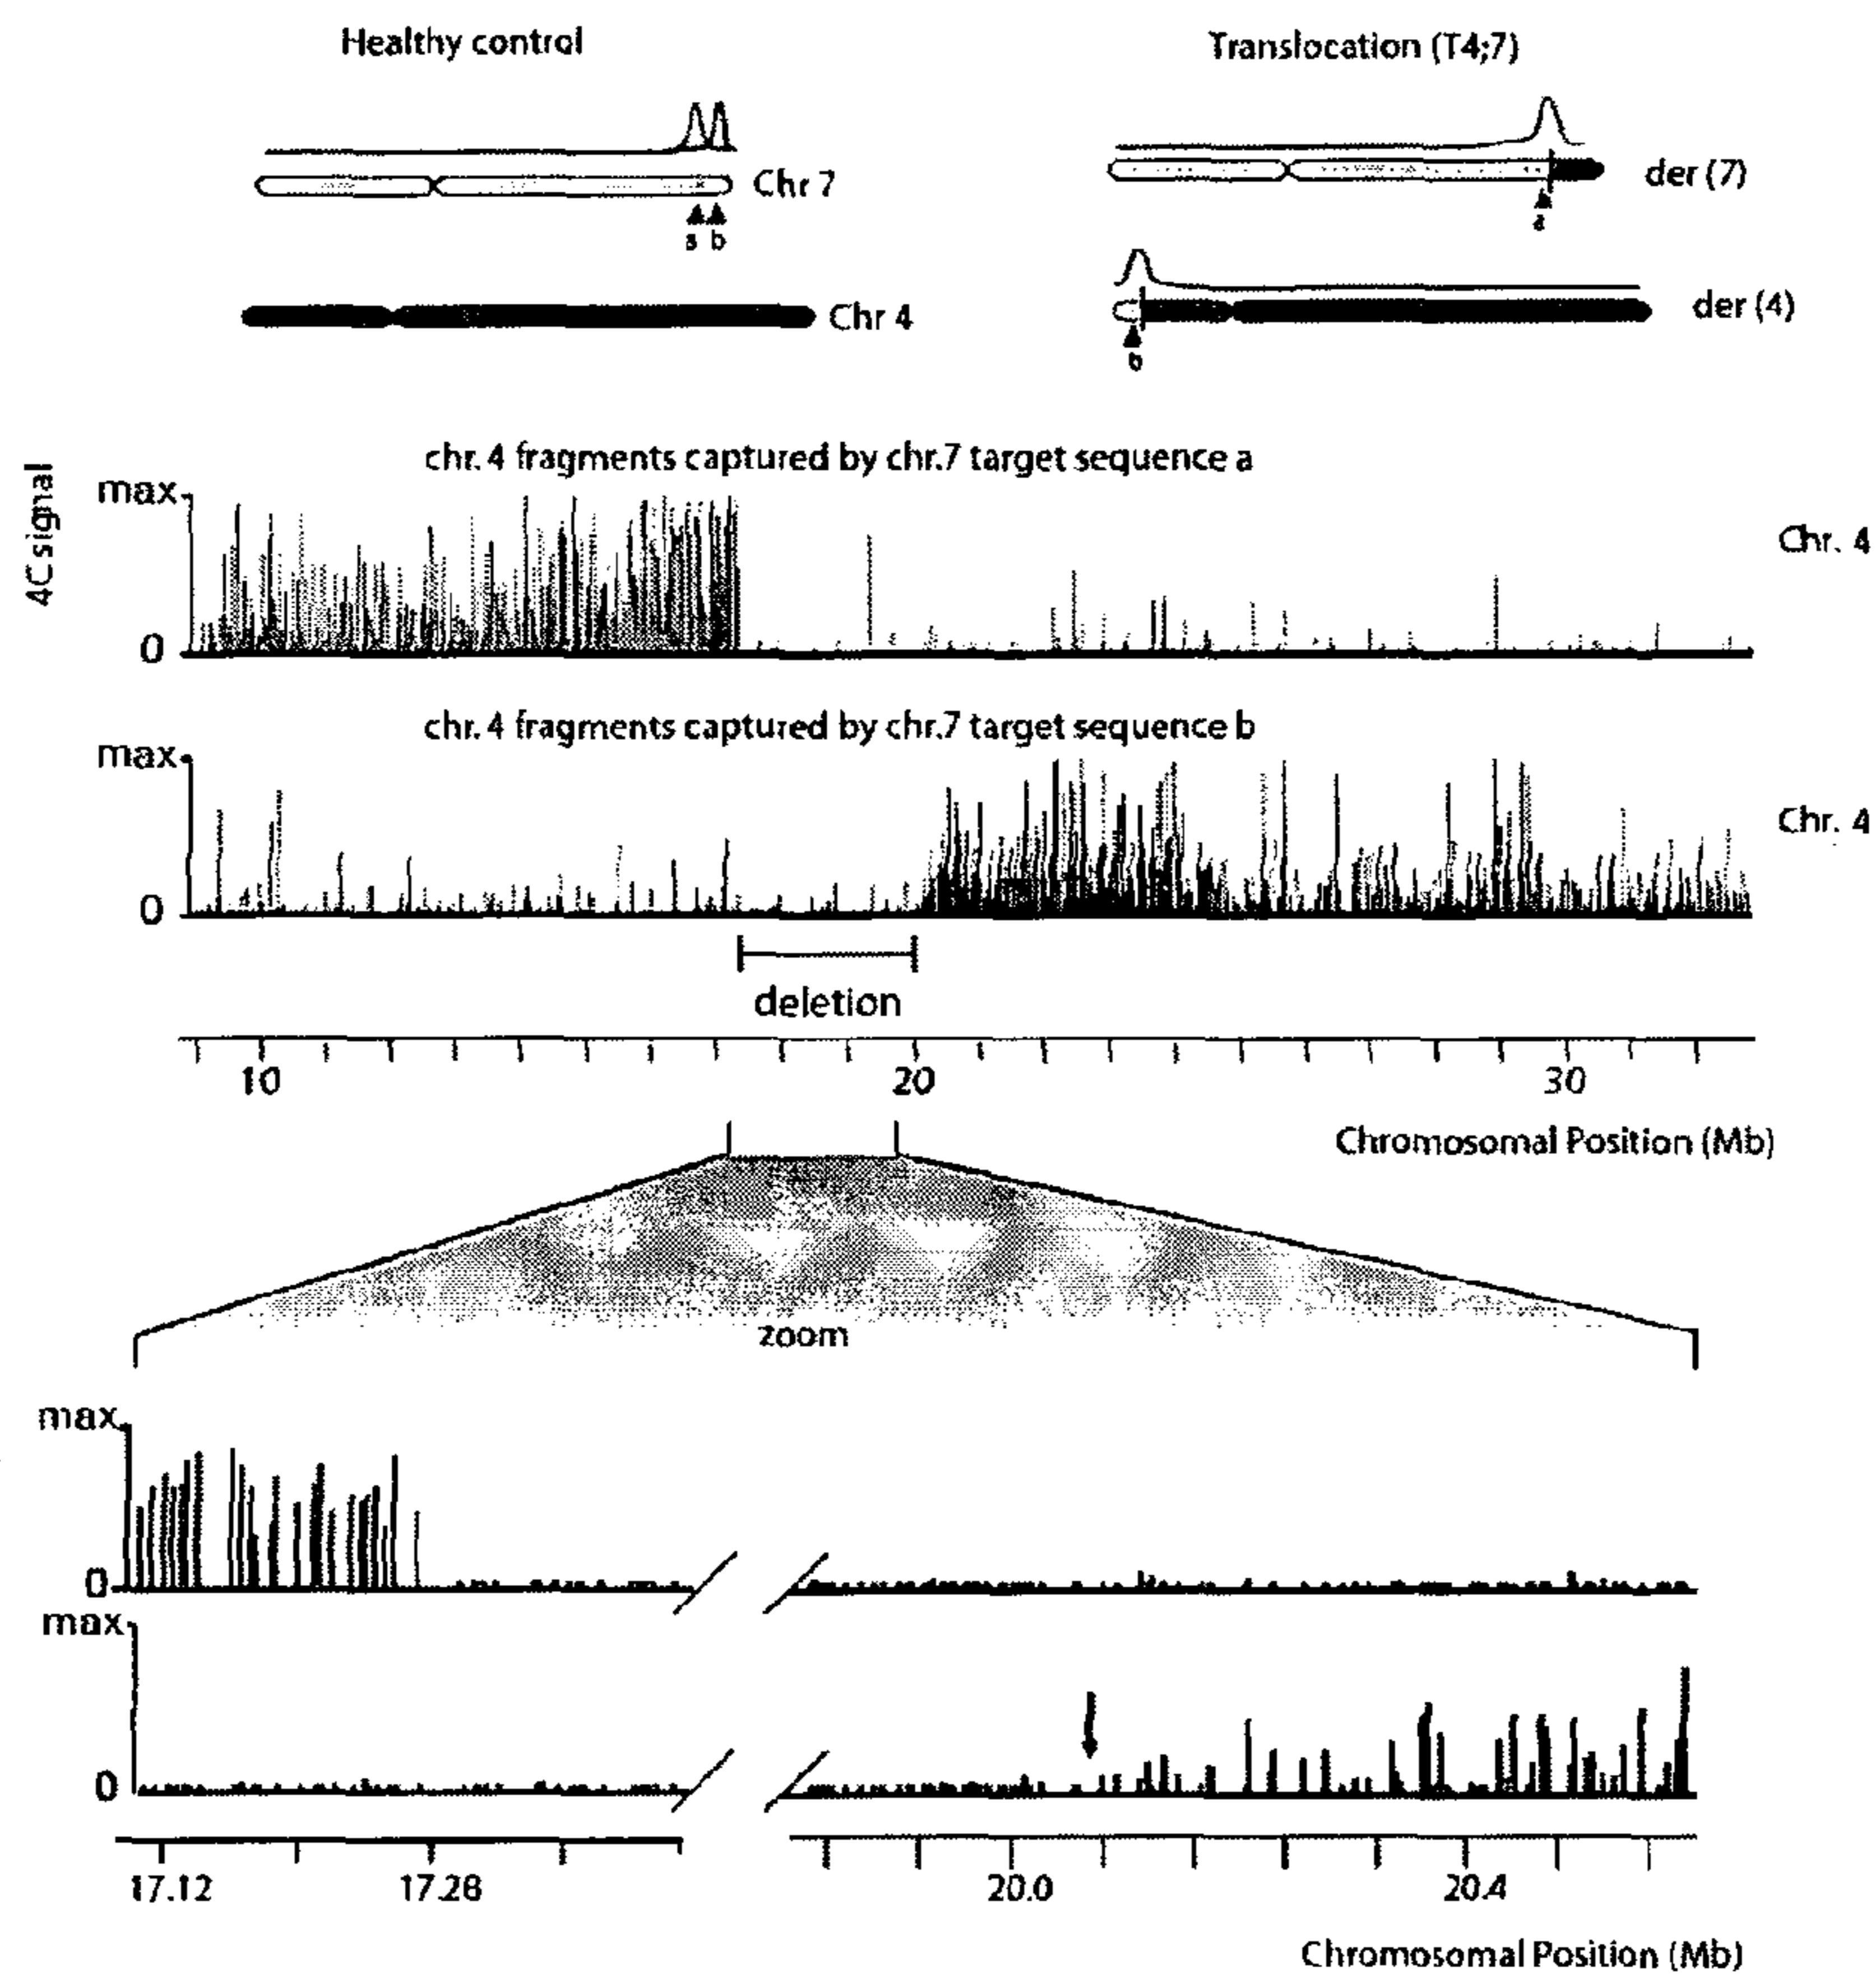 Healthy control
Translocation (T4;7)
Chr 7
a b
der (7)
a
Chr 4
der (4)
b
chr. 4 fragments captured by chr.7 target sequence a
4C signal
max
0
Chr. 4
chr. 4 fragments captured by chr.7 target sequence b
max
0
Chr. 4
deletion
10 20 30
Chromosomal Position (Mb)
zoom
max
0
max
0
17.12 17.28 20.0 20.4
Chromosomal Position (Mb)